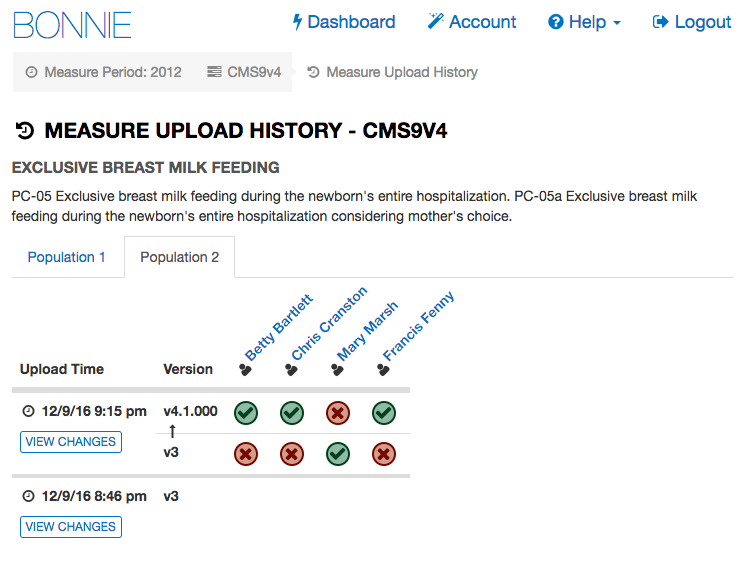 BONNIE
Dashboard
Account
Help
Logout
Measure Period: 2012
CMS9v4
Measure Upload History
MEASURE UPLOAD HISTORY - CMS9V4
EXCLUSIVE BREAST MILK FEEDING
PC-05 Exclusive breast milk feeding during the newborn's entire hospitalization. PC-05a Exclusive breast milk
feeding during the newborn's entire hospitalization considering mother's choice.
Population 1
Population 2
Betty Bartlett
Chris Cranston
Mary Marsh
Francis Fenny
Upload Time
Version
12/9/16 9:15 pm
v4.1.000
VIEW CHANGES
v3
12/9/16 8:46 pm
v3
VIEW CHANGES